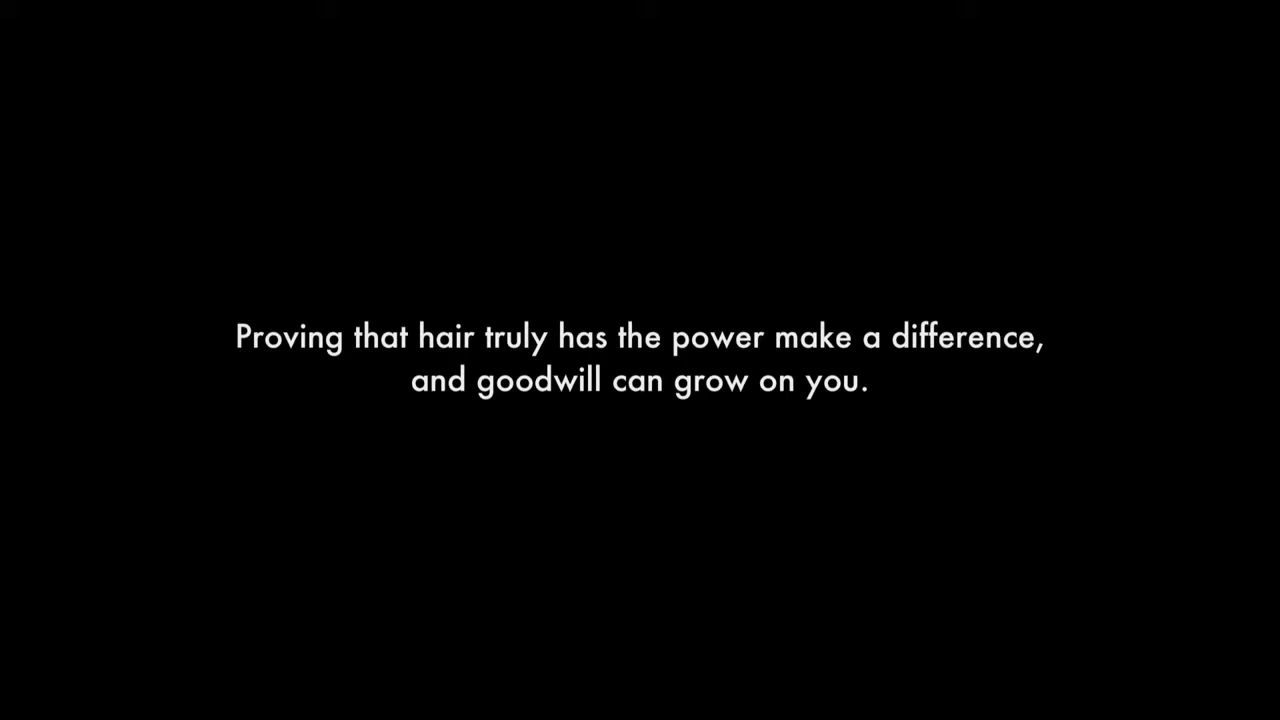 Proving that hair truly has the power make a difference,
and goodwill can grow on you.